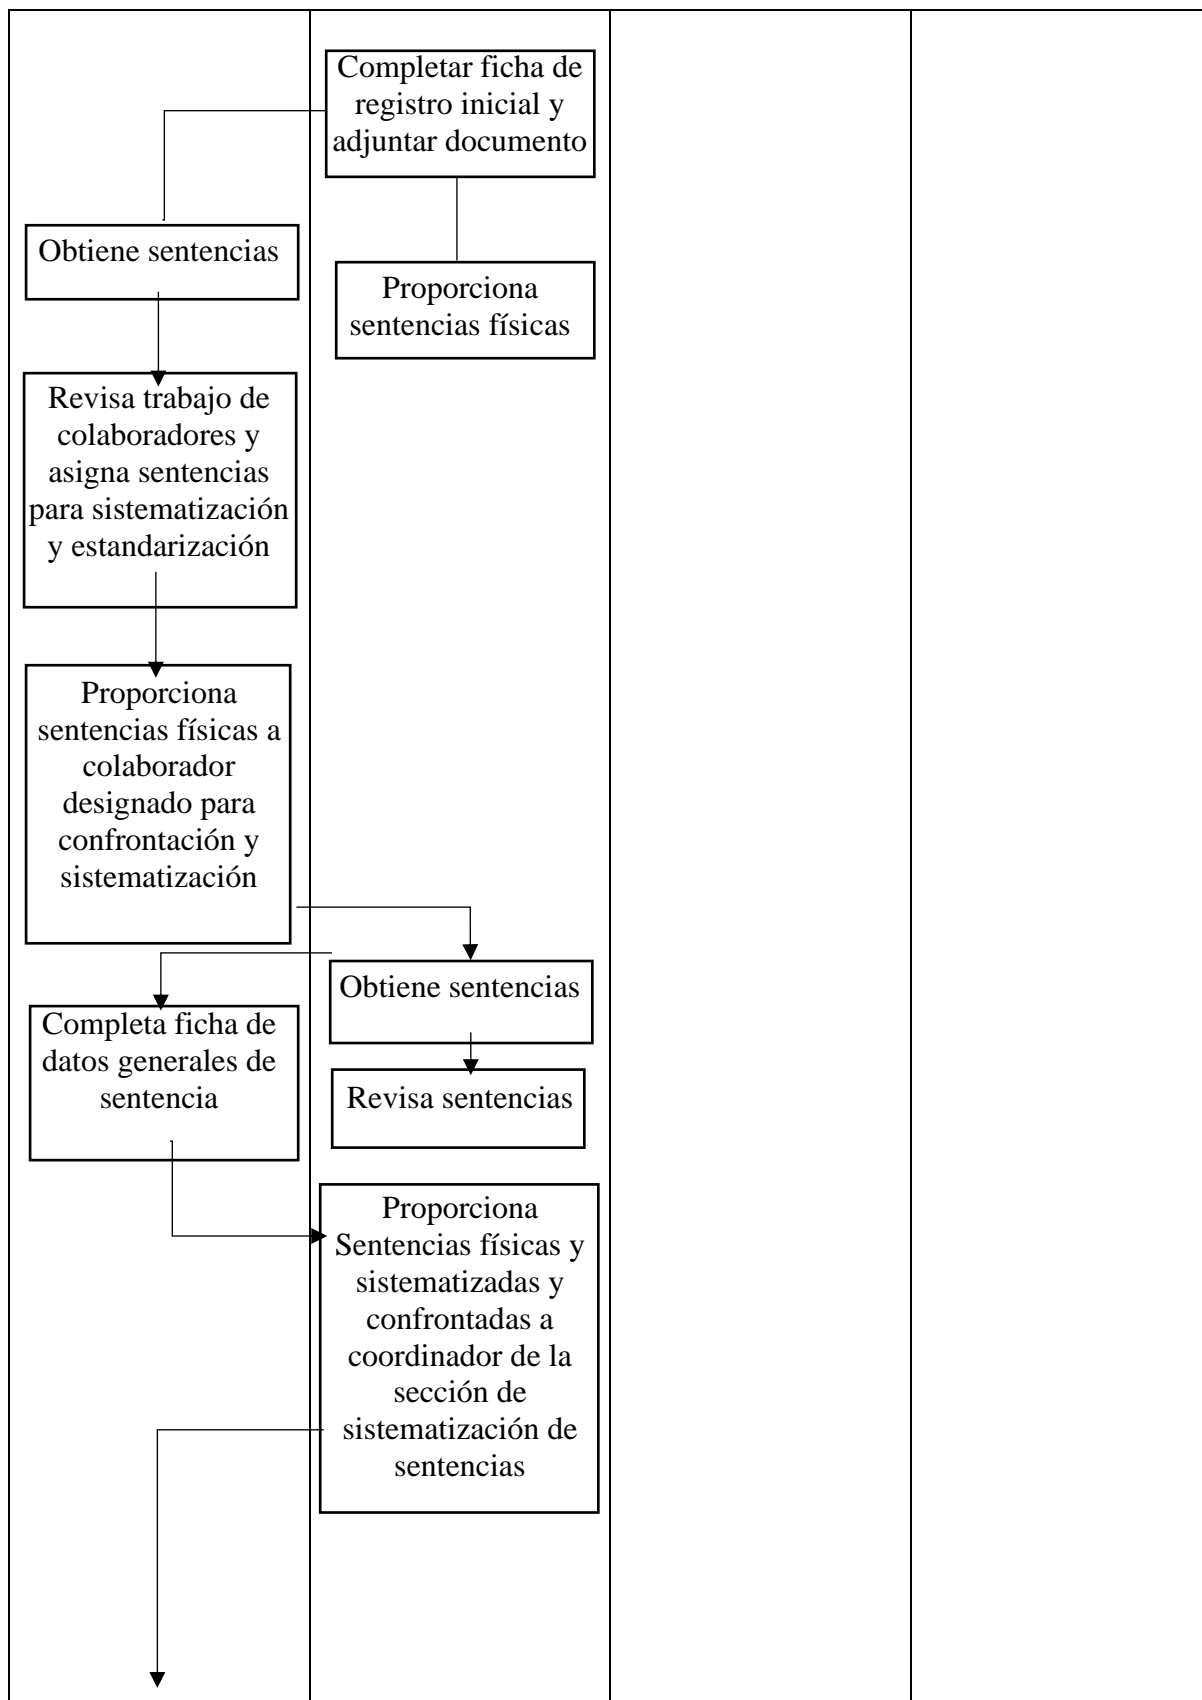 Completar ficha de
registro inicial y
adjuntar documento
Obtiene sentencias
Proporciona
sentencias físicas
Revisa trabajo de
colaboradores y
asigna sentencias
para sistematización
y estandarización
Proporciona
sentencias físicas a
colaborador
designado para
confrontación y
sistematización
Obtiene sentencias
Completa ficha de
datos generales de
sentencia
Revisa sentencias
Proporciona
Sentencias físicas y
sistematizadas y
confrontadas a
coordinador de la
sección de
sistematización de
sentencias